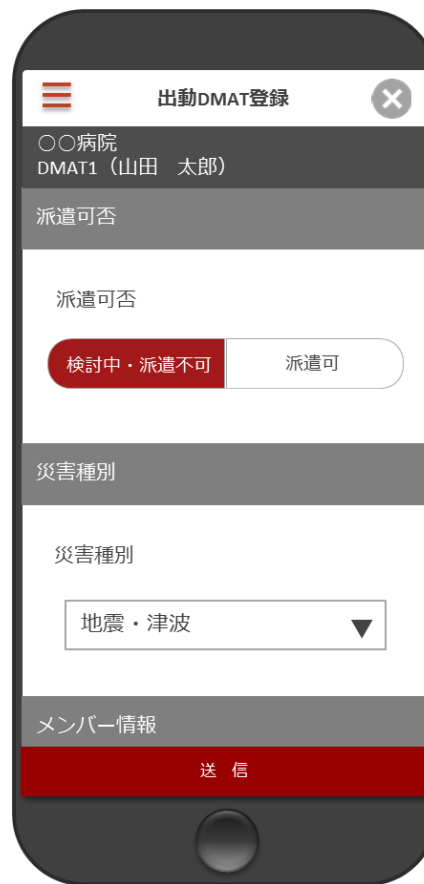 出動DMAT登録
○○病院
DMAT1（山田　太郎）
派遣可否
派遣可否
検討中・派遣不可
派遣可
災害種別
災害種別
地震・津波
メンバー情報
送　信